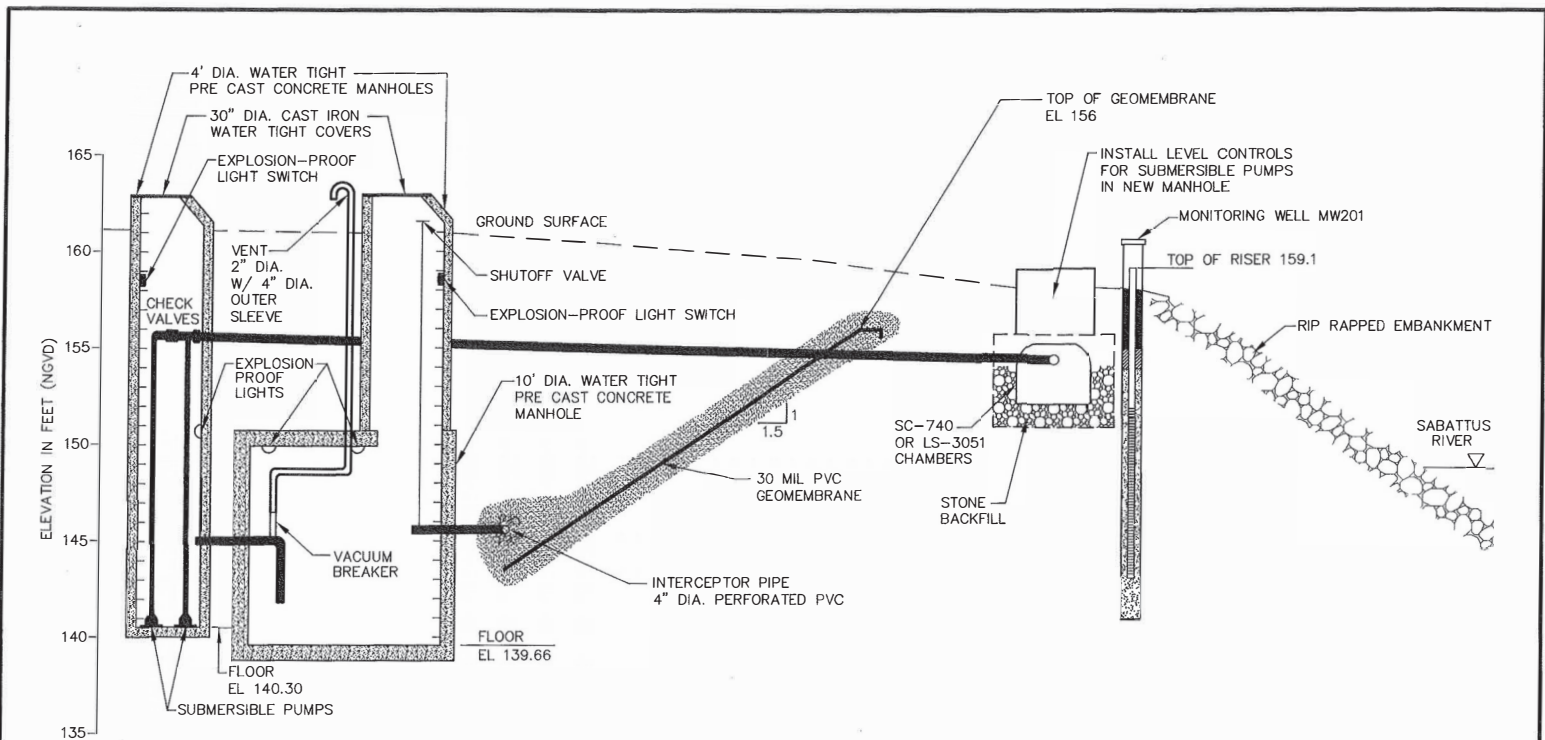 4' DIA. WATER TIGHT
PRE CAST CONCRETE MANHOLES
30" DIA. CAST IRON
WATER TIGHT COVERS
EXPLOSION-PROOF
LIGHT SWITCH
VENT
2" DIA.
W/ 4" DIA.
OUTER
SLEEVE
CHECK
VALVES
EXPLOSION
PROOF
LIGHTS
VACUUM
BREAKER
FLOOR
EL 140.30
SUBMERSIBLE PUMPS
GROUND SURFACE
SHUTOFF VALVE
EXPLOSION-PROOF LIGHT SWITCH
10' DIA. WATER TIGHT
PRE CAST CONCRETE
MANHOLE
FLOOR
EL 139.66
INTERCEPTOR PIPE
4" DIA. PERFORATED PVC
30 MIL PVC
GEOMEMBRANE
1
1.5
TOP OF GEOMEMBRANE
EL 156
INSTALL LEVEL CONTROLS
FOR SUBMERSIBLE PUMPS
IN NEW MANHOLE
MONITORING WELL MW201
TOP OF RISER 159.1
RIP RAPPED EMBANKMENT
SC-740
OR LS-3051
CHAMBERS
STONE
BACKFILL
SABATTUS
RIVER
ELEVATION IN FEET (NGVD)
165
160
155
150
145
140
135